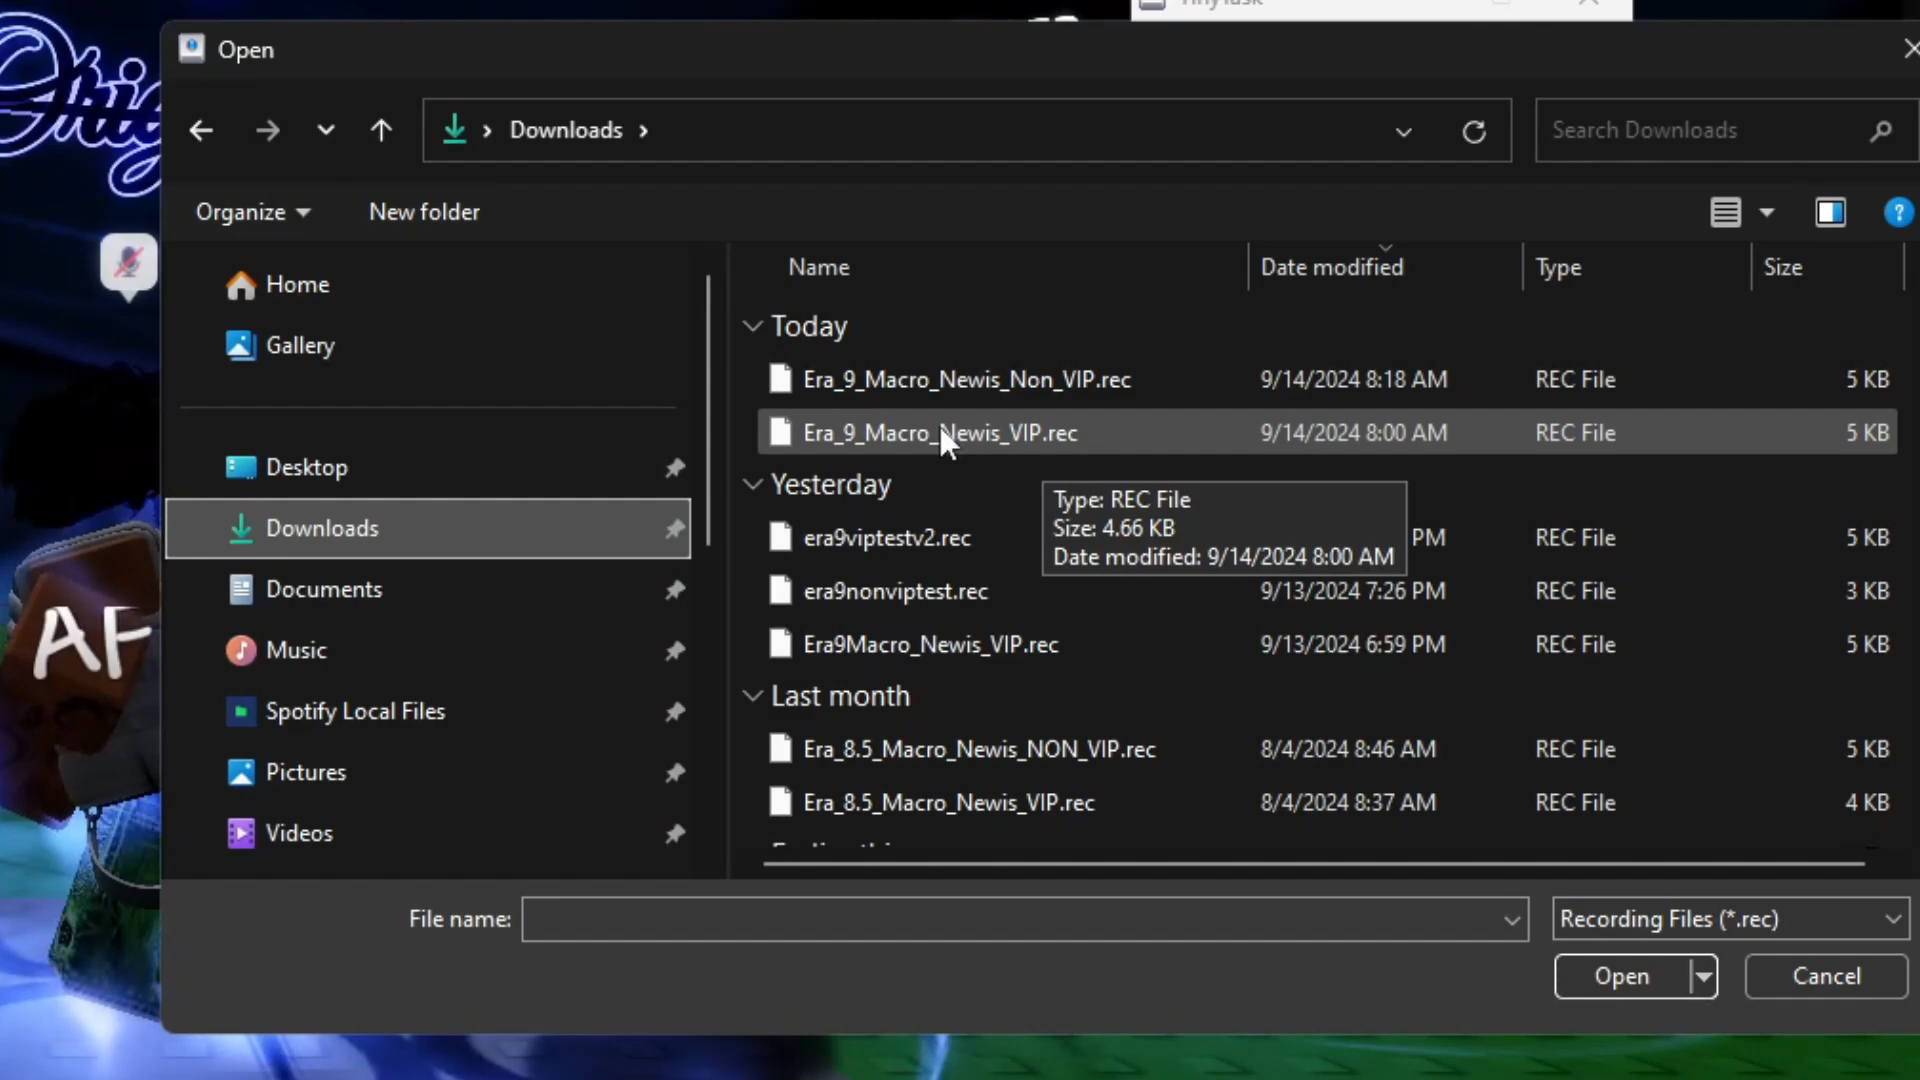 TinyTask
Open
Downloads
Search Downloads
Organize
New folder
Home
Gallery
Desktop
Downloads
Documents
Music
Spotify Local Files
Pictures
Videos
Name
Date modified
Type
Size
Today
Era_9_Macro_Newis_Non_VIP.rec 9/14/2024 8:18 AM REC File 5 KB
Era_9_Macro_Newis_VIP.rec 9/14/2024 8:00 AM REC File 5 KB
Yesterday
Type: REC File
Size: 4.66 KB
Date modified: 9/14/2024 8:00 AM
era9viptestv2.rec PM REC File 5 KB
era9nonviptest.rec 9/13/2024 7:26 PM REC File 3 KB
Era9Macro_Newis_VIP.rec 9/13/2024 6:59 PM REC File 5 KB
Last month
Era_8.5_Macro_Newis_NON_VIP.rec 8/4/2024 8:46 AM REC File 5 KB
Era_8.5_Macro_Newis_VIP.rec 8/4/2024 8:37 AM REC File 4 KB
File name:
Recording Files (*.rec)
Open
Cancel
AF